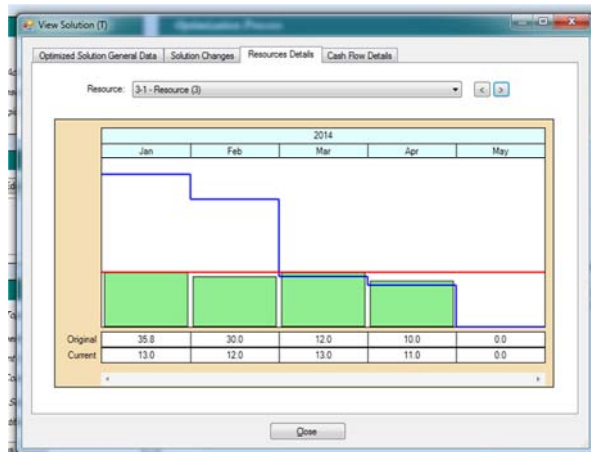 View Solution (T)
Optimized Solution General Data Solution Changes Resources Details Cash Flow Details
Resource: 3-1 - Resource (3) < >
2014
Jan Feb Mar Apr May
Original 35.8 30.0 12.0 10.0 0.0
Current 13.0 12.0 13.0 11.0 0.0
Close